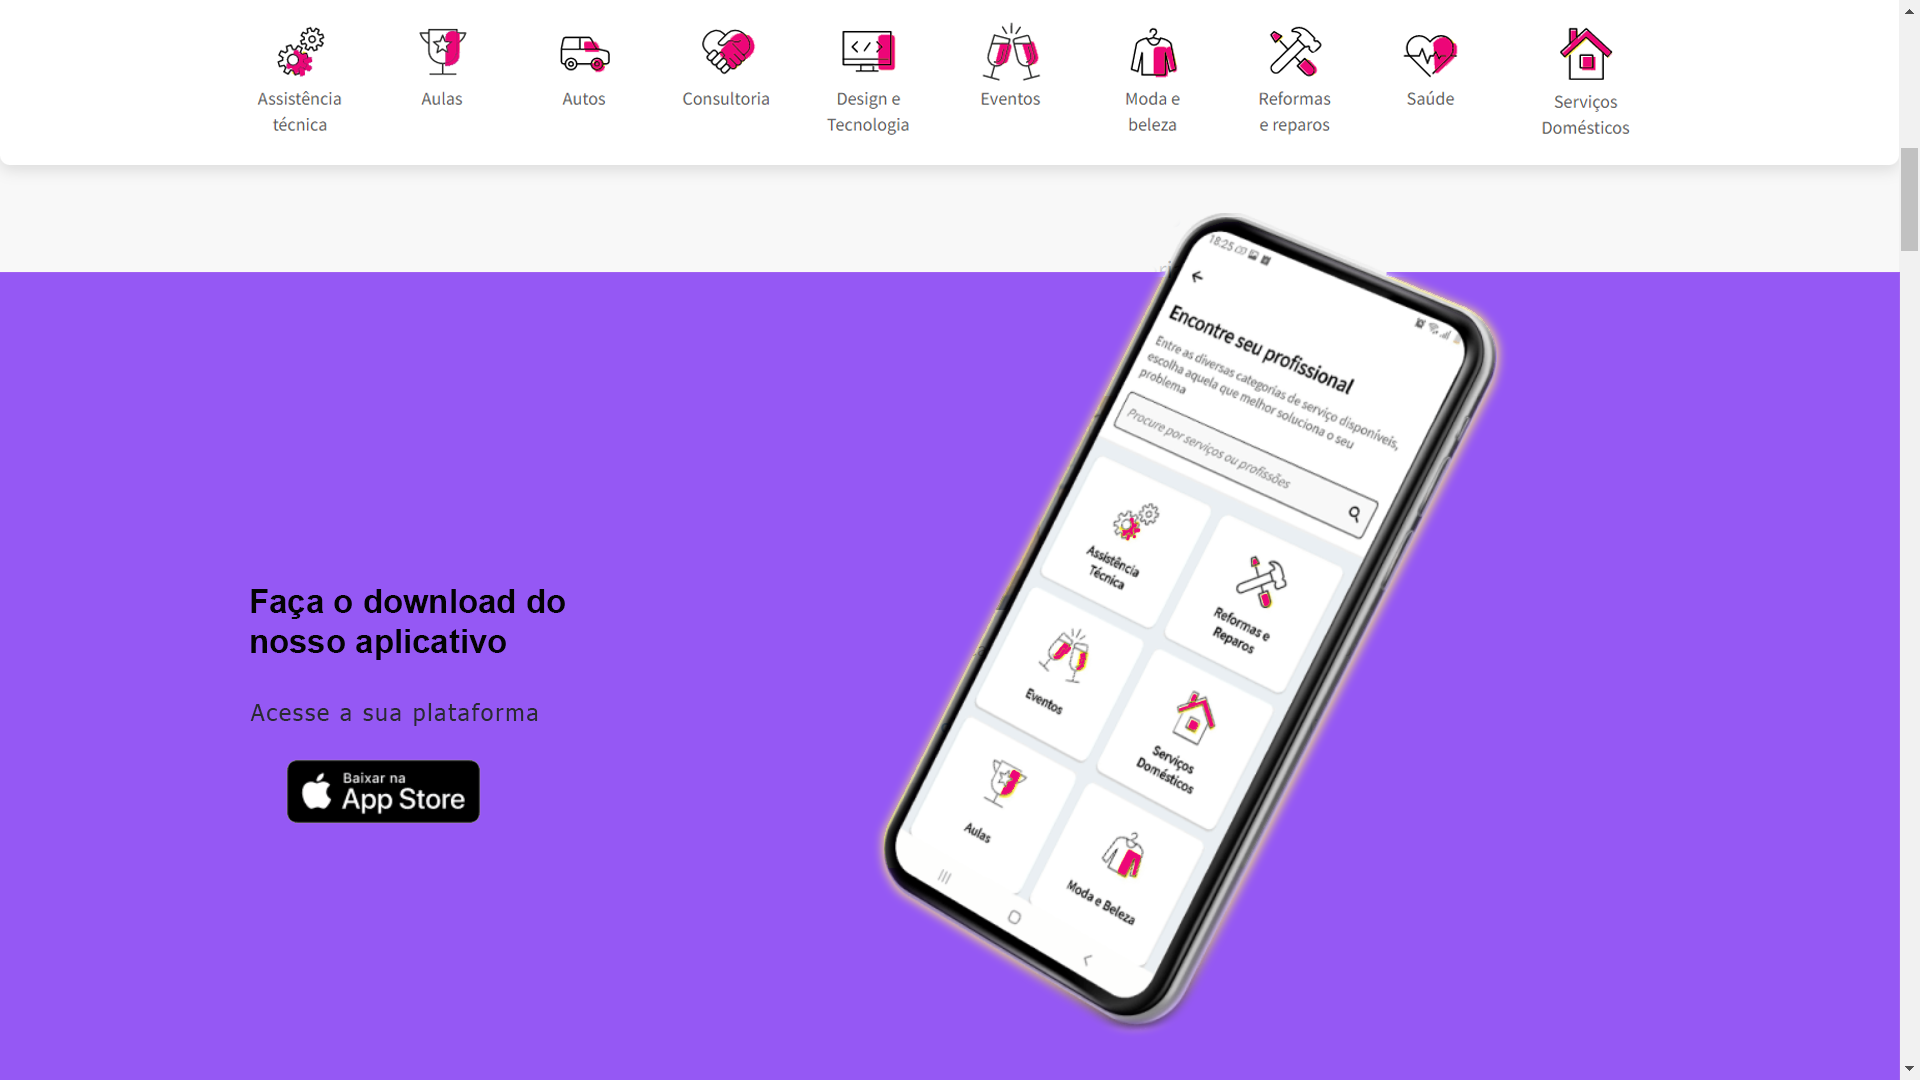 Assistência
técnica
Aulas
Autos
Consultoria
Design e
Tecnologia
Eventos
Moda e
beleza
Reformas
e reparos
Saúde
Serviços
Domésticos
18:25
Encontre seu profissional
Entre as diversas categorias de serviço disponíveis,
escolha aquela que melhor soluciona o seu
problema
Procure por serviços ou profissões
Assistência
Técnica
Reformas e
Reparos
Eventos
Serviços
Domésticos
Aulas
Moda e Beleza
Faça o download do
nosso aplicativo
Acesse a sua plataforma
Baixar na
App Store